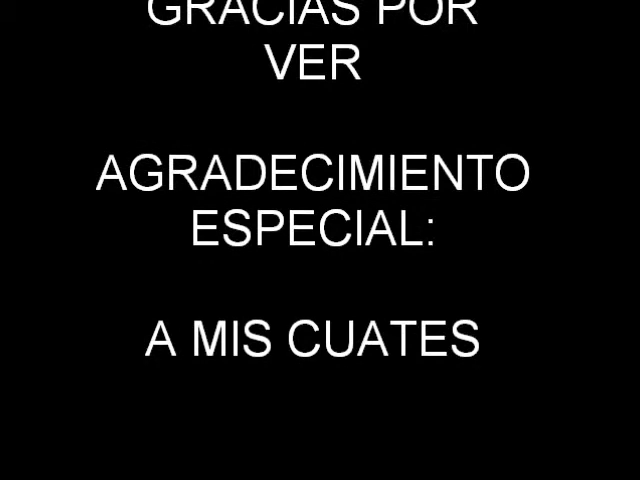 GRACIAS POR
VER
AGRADECIMIENTO
ESPECIAL:
A MIS CUATES